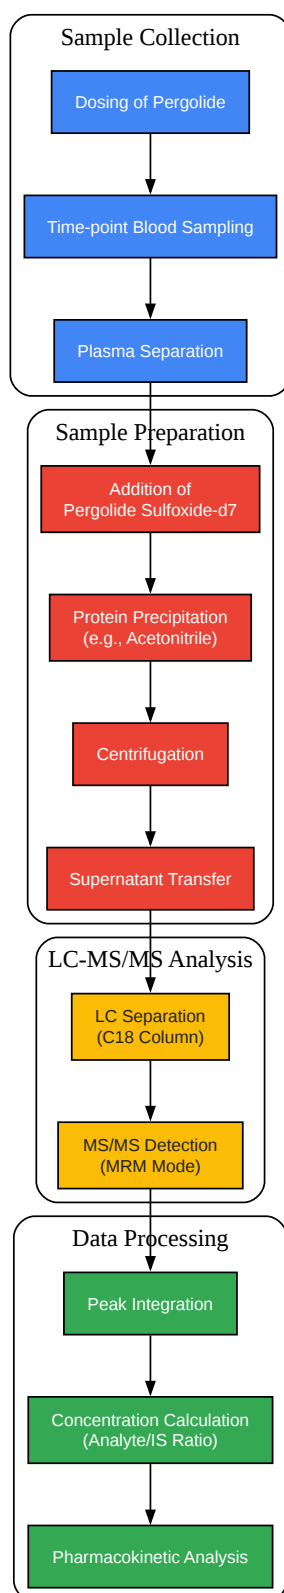 Sample Collection
Dosing of Pergolide
Time-point Blood Sampling
Plasma Separation
Sample Preparation
Addition of
Pergolide Sulfoxide-d7
Protein Precipitation
(e.g., Acetonitrile)
Centrifugation
Supernatant Transfer
LC-MS/MS Analysis
LC Separation
(C18 Column)
MS/MS Detection
(MRM Mode)
Data Processing
Peak Integration
Concentration Calculation
(Analyte/IS Ratio)
Pharmacokinetic Analysis